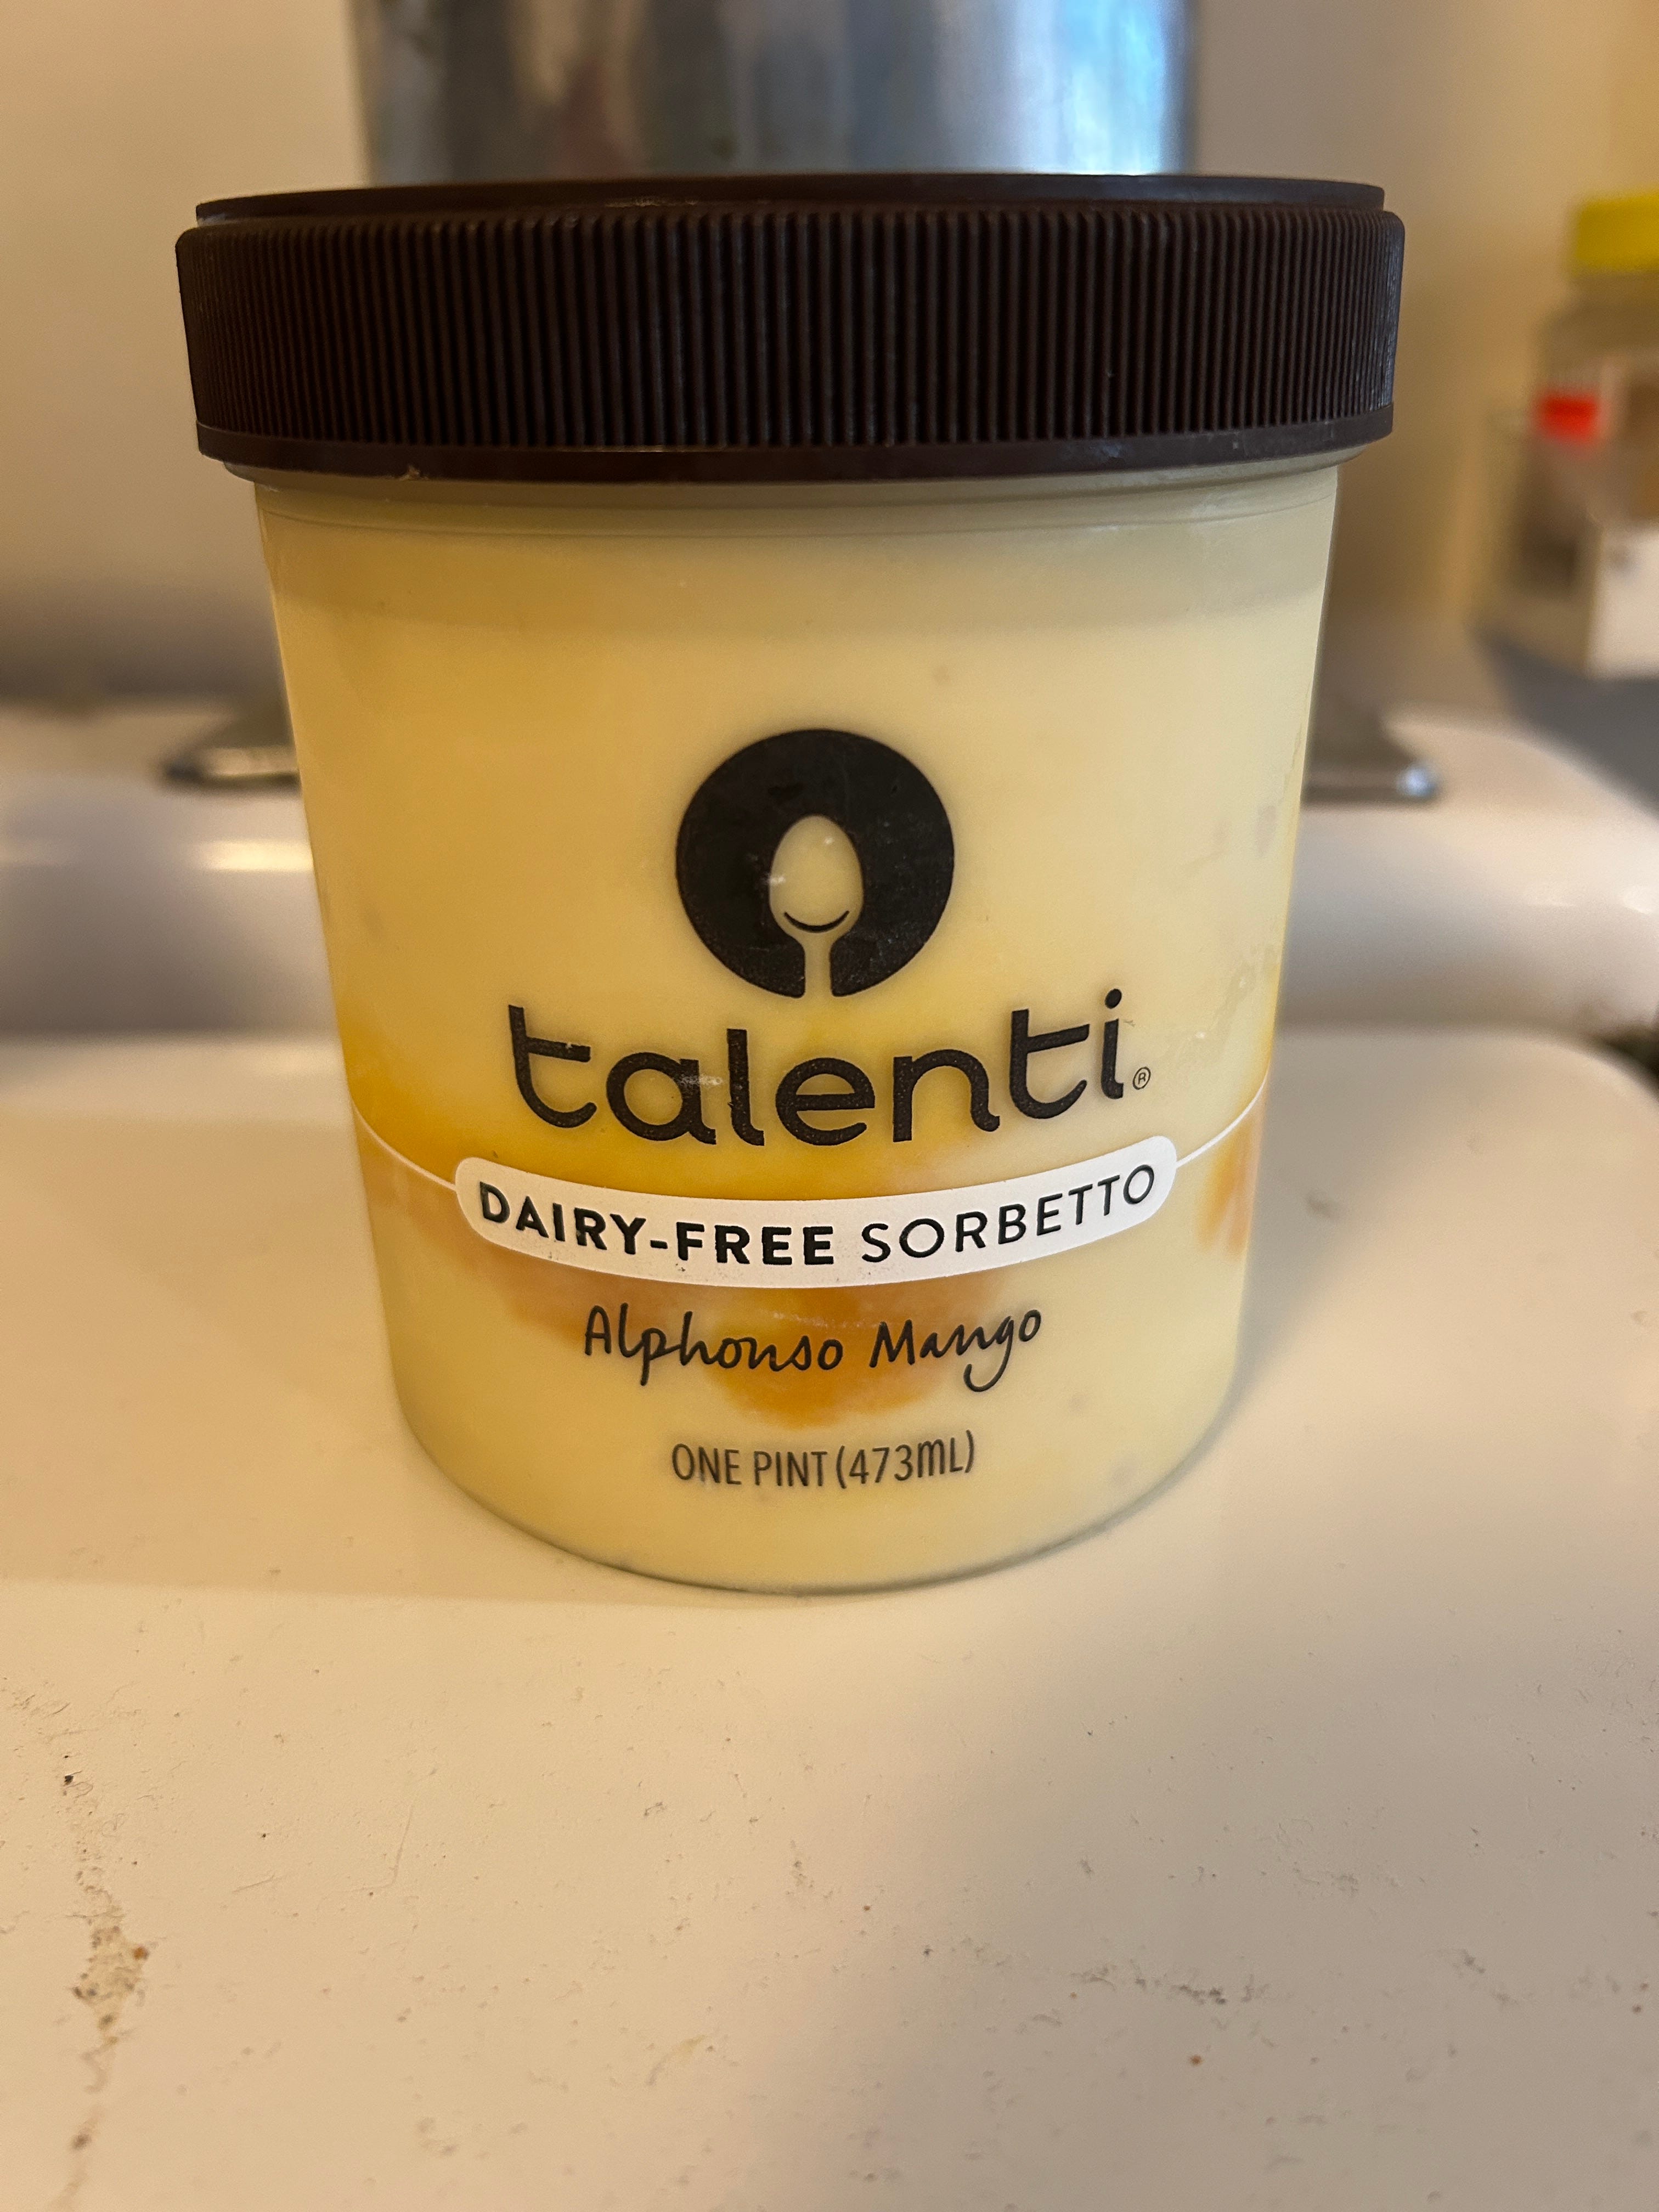 talenti®
DAIRY-FREE SORBETTO
Alphonso Mango
ONE PINT (473mL)